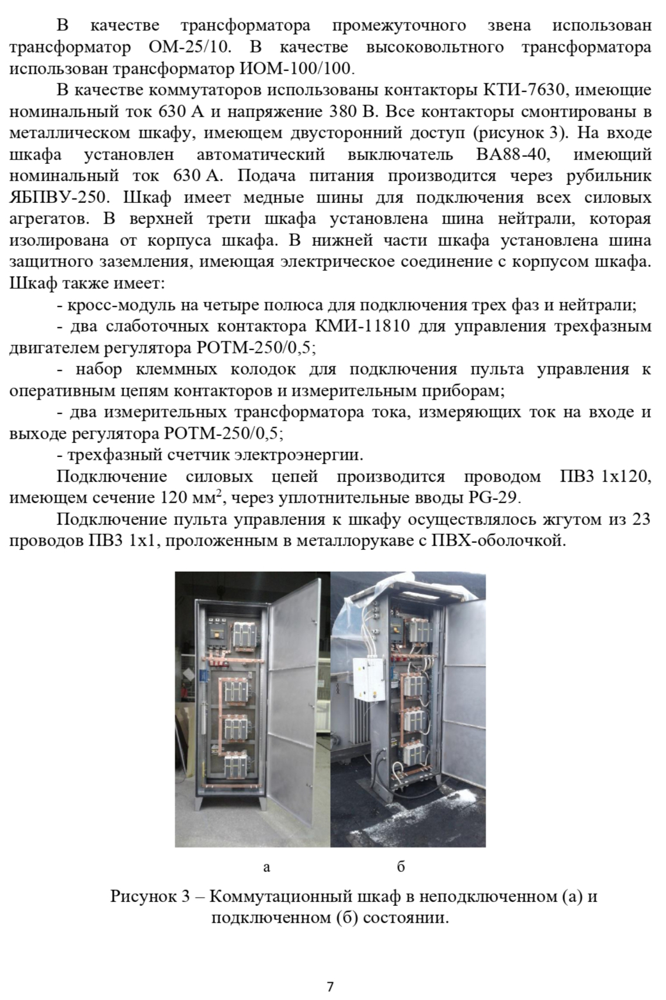 В качестве трансформатора промежуточного звена использован
трансформатор ОМ-25/10. В качестве высоковольтного трансформатора
использован трансформатор ИОМ-100/100.
В качестве коммутаторов использованы контакторы КТИ-7630, имеющие
номинальный ток 630 А и напряжение 380 В. Все контакторы смонтированы в
металлическом шкафу, имеющем двусторонний доступ (рисунок 3). На входе
шкафа установлен автоматический выключатель ВА88-40, имеющий
номинальный ток 630 А. Подача питания производится через рубильник
ЯБПВУ-250. Шкаф имеет медные шины для подключения всех силовых
агрегатов. В верхней трети шкафа установлена шина нейтрали, которая
изолирована от корпуса шкафа. В нижней части шкафа установлена шина
защитного заземления, имеющая электрическое соединение с корпусом шкафа.
Шкаф также имеет:
- кросс-модуль на четыре полюса для подключения трех фаз и нейтрали;
- два слаботочных контактора КМИ-11810 для управления трехфазным
двигателем регулятора РОТМ-250/0,5;
- набор клеммных колодок для подключения пульта управления к
оперативным цепям контакторов и измерительным приборам;
- два измерительных трансформатора тока, измеряющих ток на входе и
выходе регулятора РОТМ-250/0,5;
- трехфазный счетчик электроэнергии.
Подключение силовых цепей производится проводом ПВ3 1х120,
имеющем сечение 120 мм², через уплотнительные вводы PG-29.
Подключение пульта управления к шкафу осуществлялось жгутом из 23
проводов ПВ3 1х1, проложенным в металлорукаве с ПВХ-оболочкой.
а б
Рисунок 3 – Коммутационный шкаф в неподключенном (а) и
подключенном (б) состоянии.
7